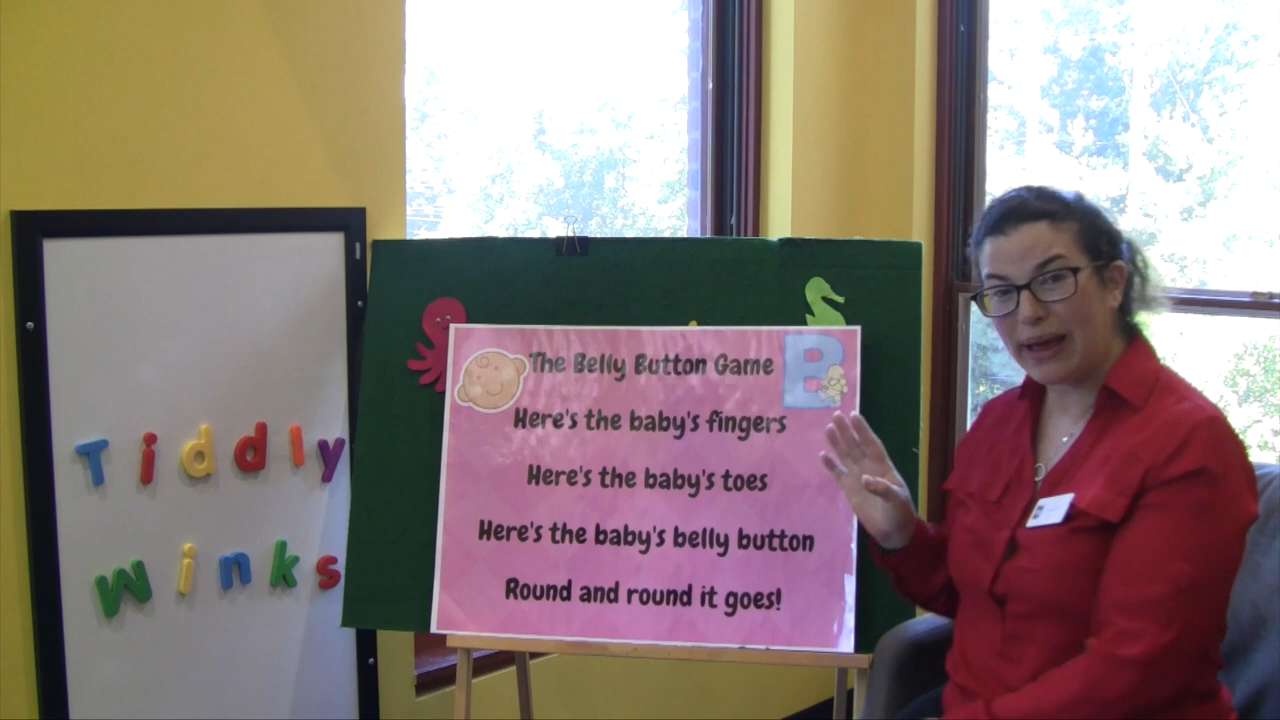 Tiddly
Winks
The Belly Button Game
B
Here's the baby's fingers
Here's the baby's toes
Here's the baby's belly button
Round and round it goes!